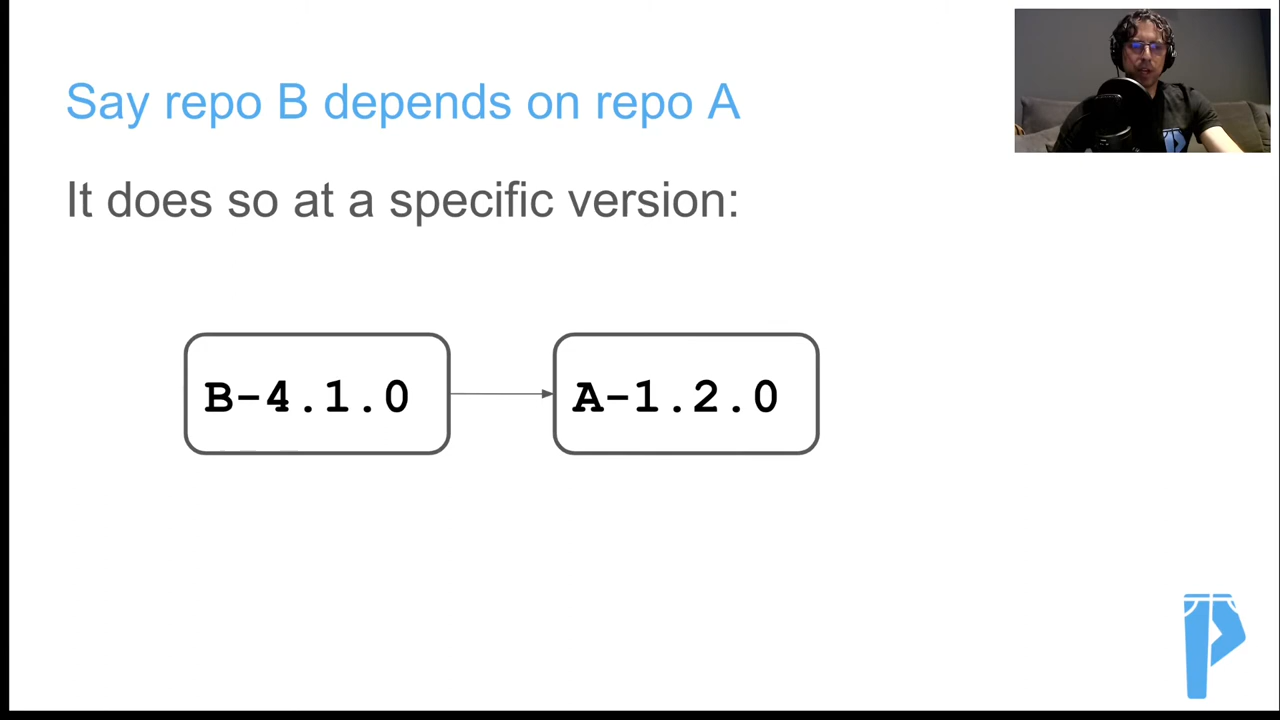 Say repo B depends on repo A
It does so at a specific version:
B-4.1.0
A-1.2.0